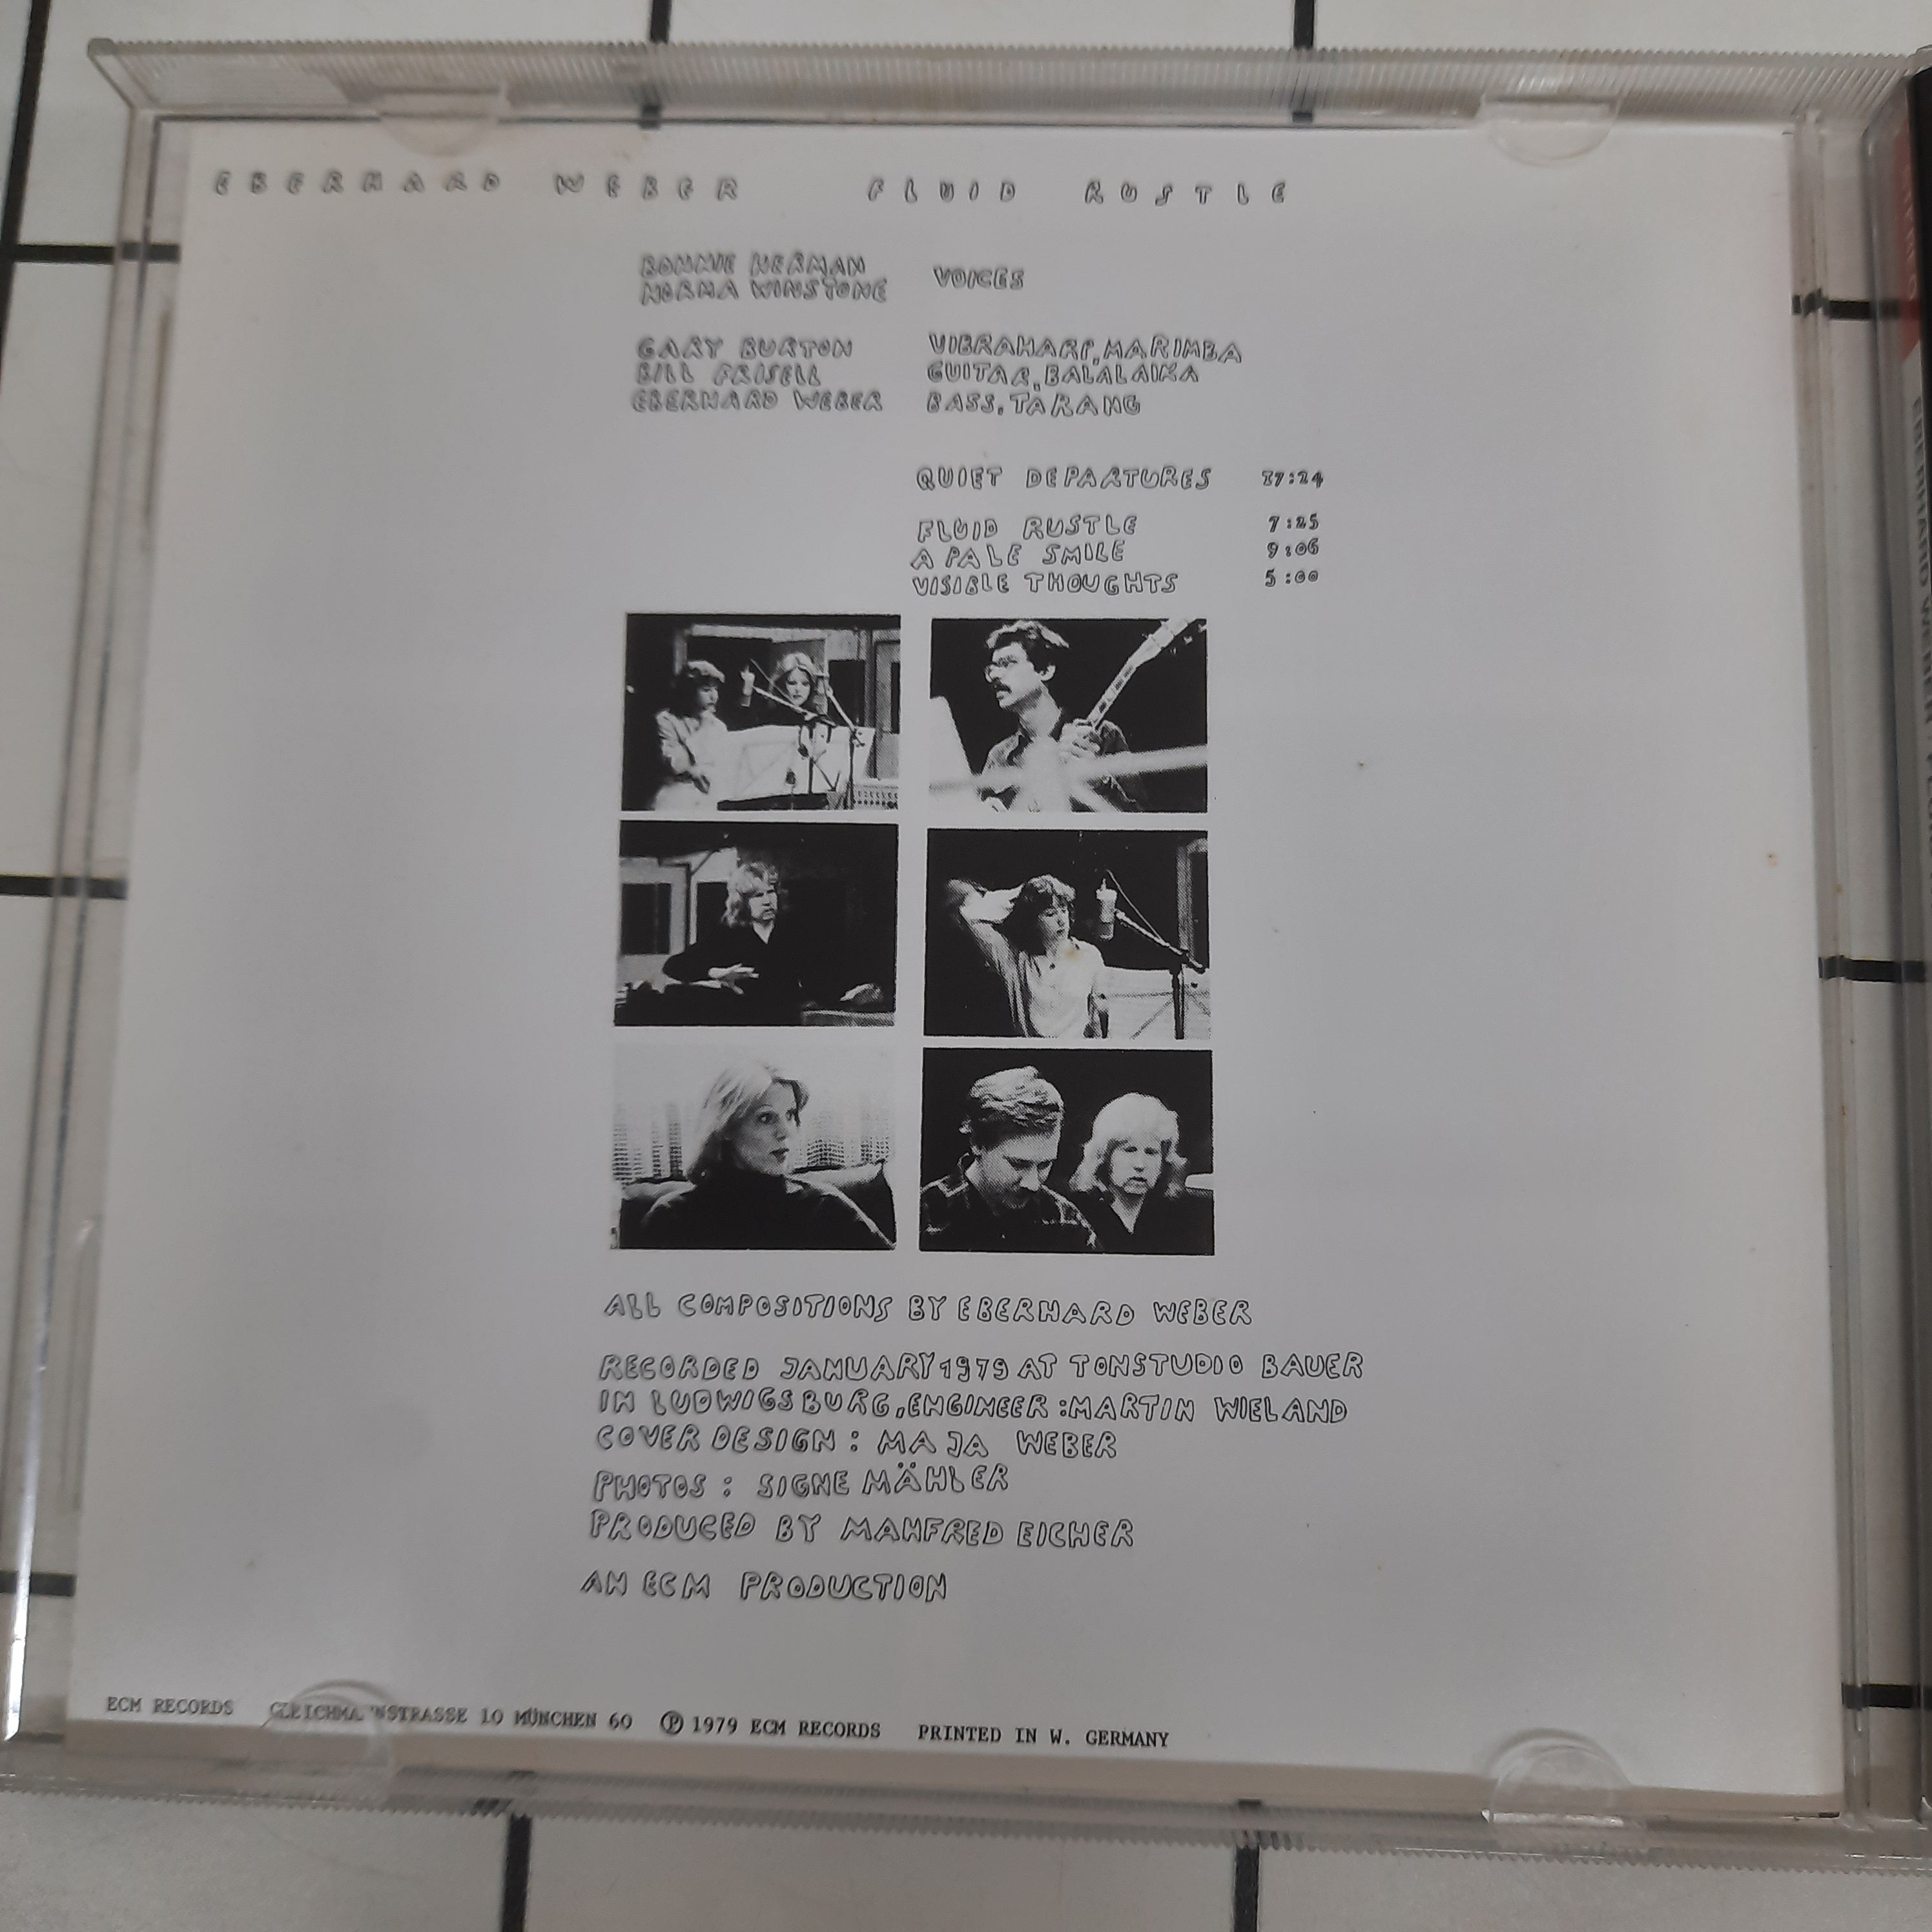 EBERHARD WEBER FLUID RUSTLE
BONNIE HERMAN
NORMA WINSTONE VOICES
GARY BURTON VIBRAHARP, MARIMBA
BILL FRISELL GUITAR, BALALAIKA
EBERHARD WEBER BASS, TARANG
QUIET DEPARTURES 17:24
FLUID RUSTLE 7:25
A PALE SMILE 9:06
VISIBLE THOUGHTS 5:00
ALL COMPOSITIONS BY EBERHARD WEBER
RECORDED JANUARY 1979 AT TONSTUDIO BAUER
IN LUDWIGSBURG, ENGINEER: MARTIN WIELAND
COVER DESIGN: MAJA WEBER
PHOTOS: SIGNE MÄHLER
PRODUCED BY MANFRED EICHER
AN ECM PRODUCTION
ECM RECORDS GLEICHMANNSTRASSE 10 MÜNCHEN 60 Ⓟ 1979 ECM RECORDS PRINTED IN W. GERMANY